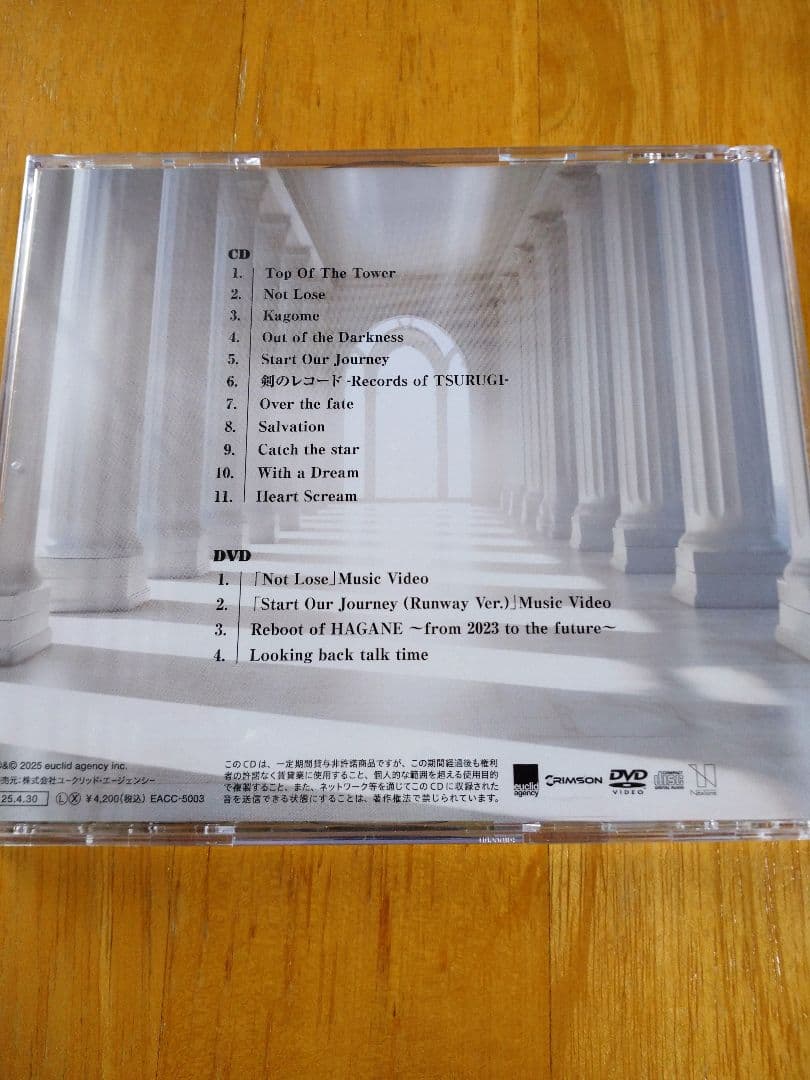 CD
1. Top Of The Tower
2. Not Lose
3. Kagome
4. Out of the Darkness
5. Start Our Journey
6. 剣のレコード -Records of TSURUGI-
7. Over the fate
8. Salvation
9. Catch the star
10. With a Dream
11. Heart Scream
DVD
1. 「Not Lose」Music Video
2. 「Start Our Journey (Runway Ver.)」Music Video
3. Reboot of HAGANE ～from 2023 to the future～
4. Looking back talk time
&© 2025 euclid agency inc.
売元：株式会社ユークリッド・エージェンシー
25.4.30 Ⓛⓧ ¥4,200(税込) EACC-5003
このCDは、一定期間貸与非許諾商品ですが、この期間経過後も権利
者の許諾なく賃貸業に使用すること、個人的な範囲を超える使用目的
で複製すること、また、ネットワーク等を通じてこのCDに収録された
音を送信できる状態にすることは、著作権法で禁じられています。
euclid
agency
CRIMSON
DVD
VIDEO
disc
DIGITAL AUDIO